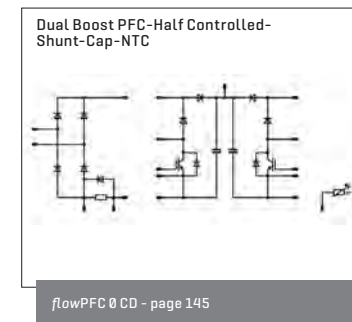 Dual Boost PFC-Half Controlled-
Shunt-Cap-NTC
flowPFC 0 CD - page 145